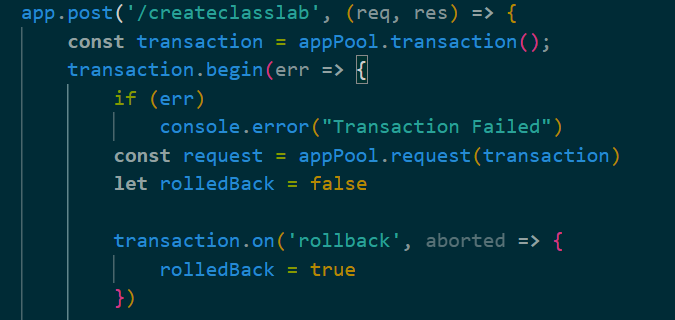 app.post('/createclasslab', (req, res) => {
    const transaction = appPool.transaction();
    transaction.begin(err => {
        if (err)
            console.error("Transaction Failed")
        const request = appPool.request(transaction)
        let rolledBack = false

        transaction.on('rollback', aborted => {
            rolledBack = true
        })